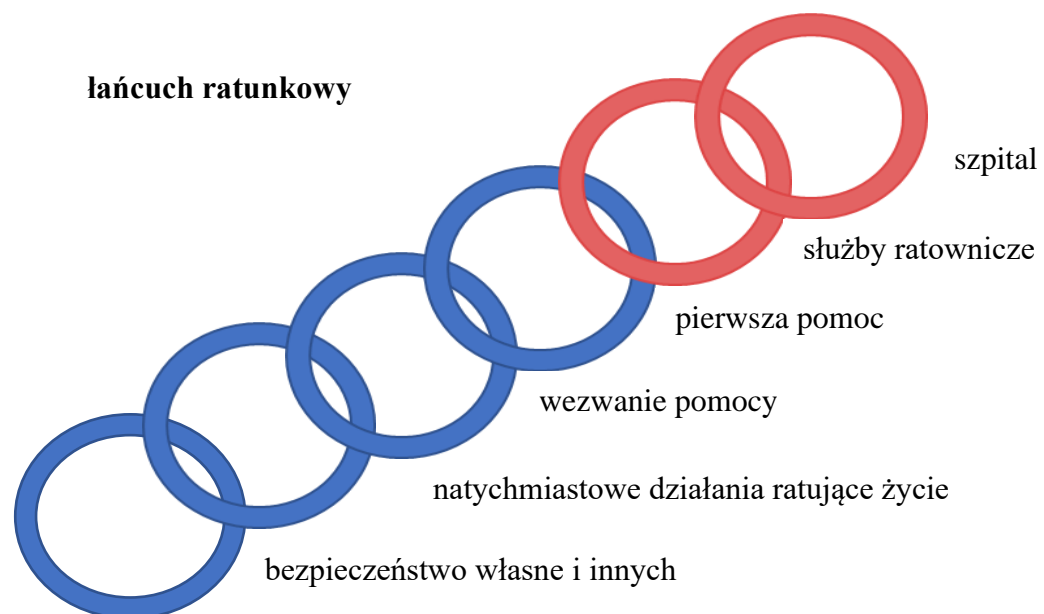 łańcuch ratunkowy
szpital
służby ratownicze
pierwsza pomoc
wezwanie pomocy
natychmiastowe działania ratujące życie
bezpieczeństwo własne i innych